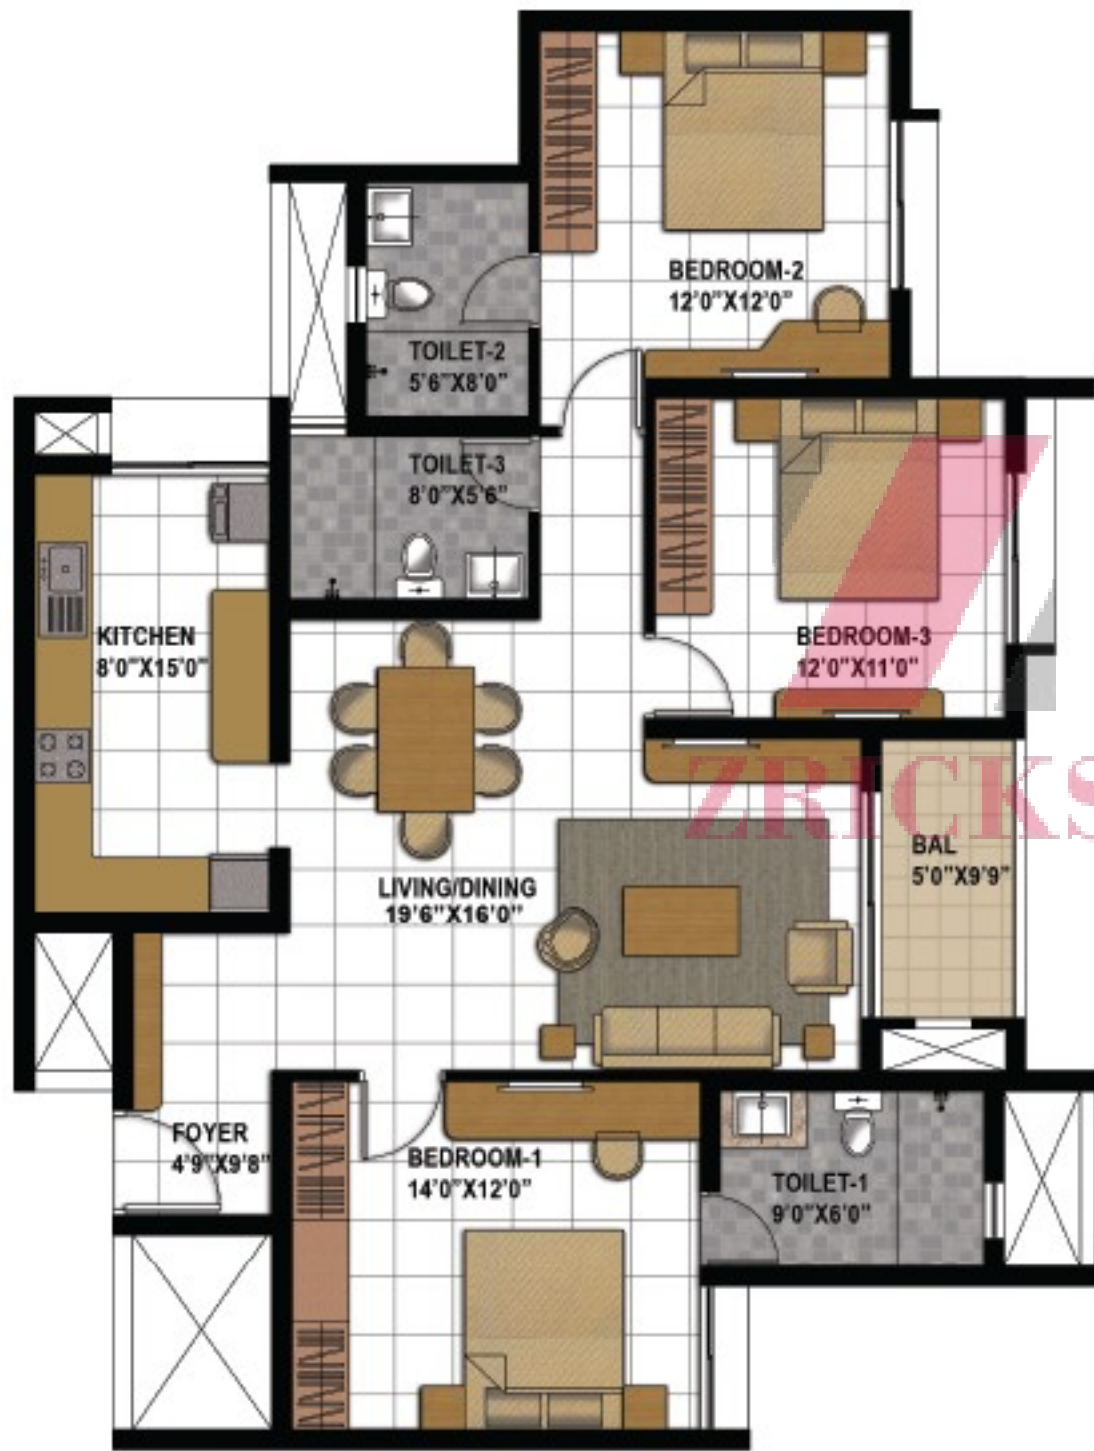 BEDROOM-2
12'0"X12'0"
TOILET-2
5'6"X8'0"
TOILET-3
8'0"X5'6"
KITCHEN
8'0"X15'0"
BEDROOM-3
12'0"X11'0"
ZRICKS
BAL
5'0"X9'9"
LIVING/DINING
19'6"X16'0"
FOYER
4'9"X9'8"
BEDROOM-1
14'0"X12'0"
TOILET-1
9'0"X6'0"